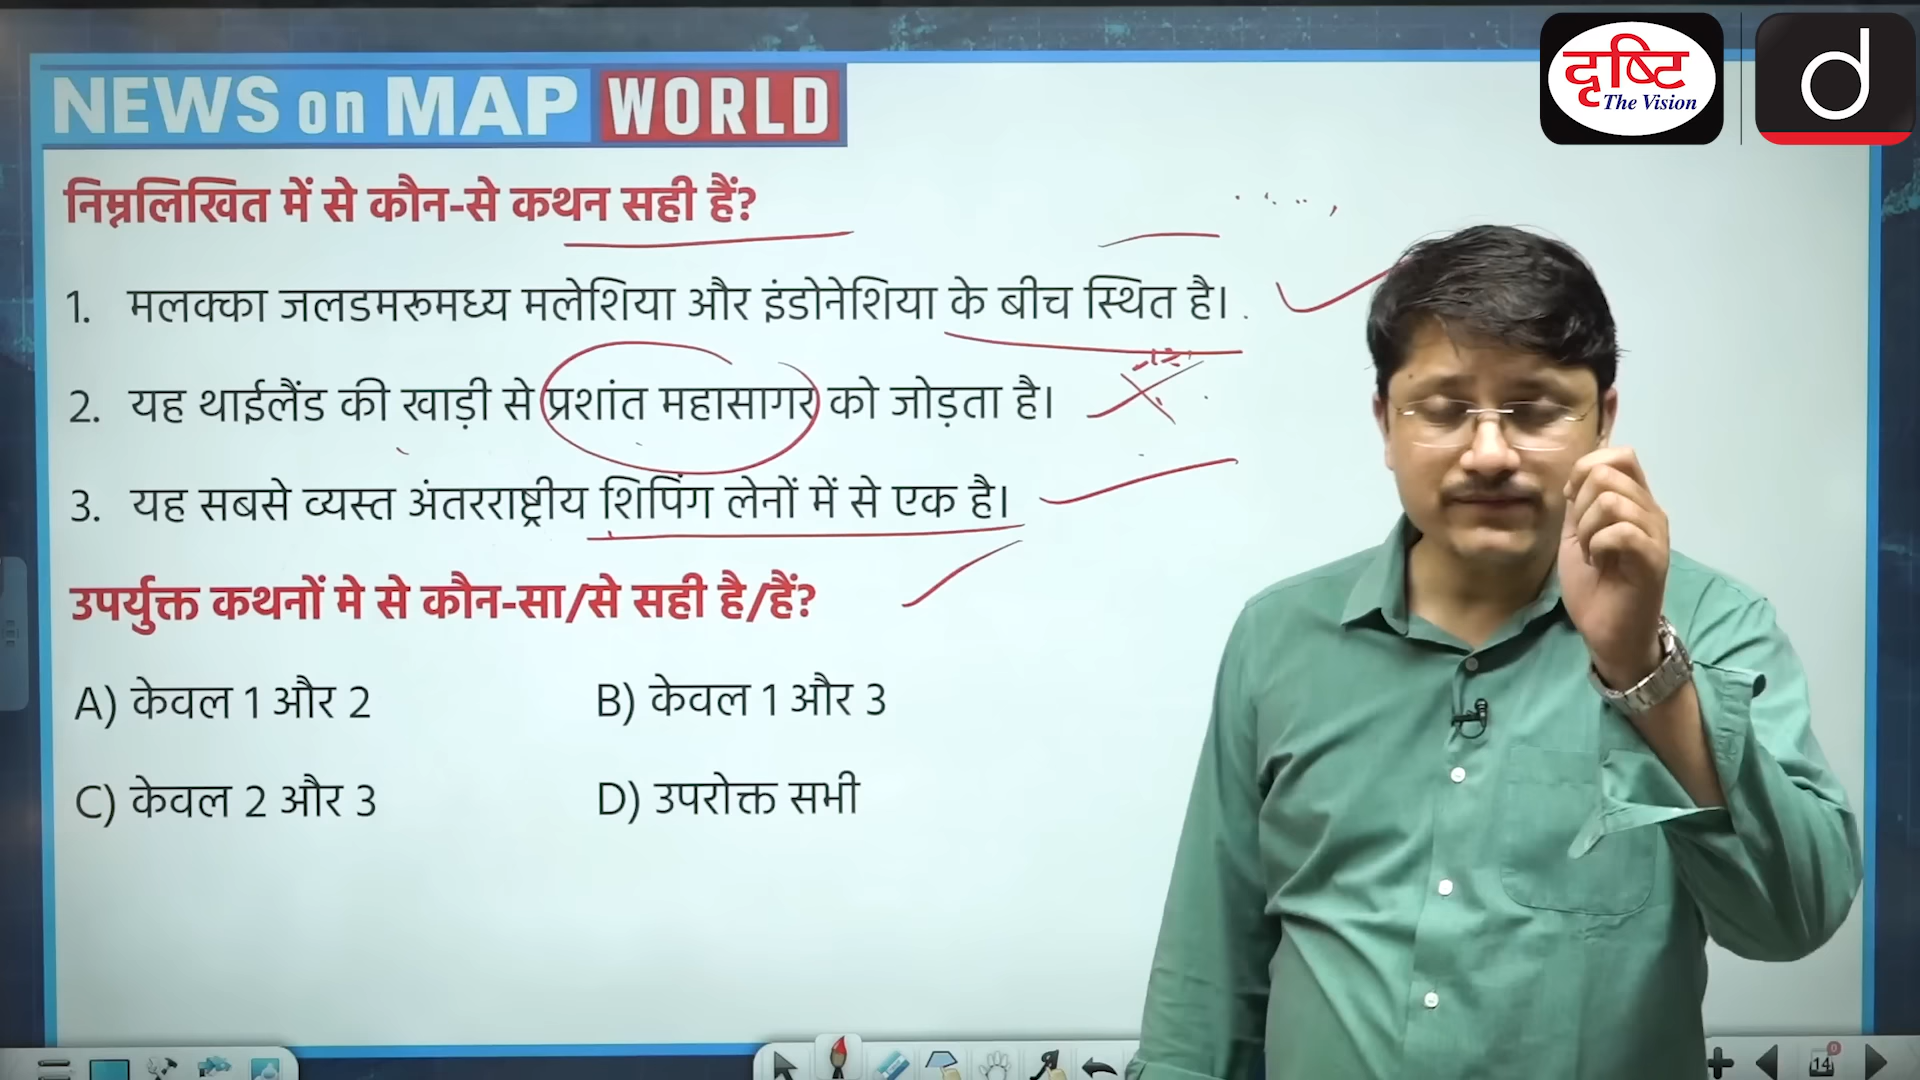 दृष्टि
The Vision
d
NEWS on MAP WORLD
निम्नलिखित में से कौन-से कथन सही हैं?
1. मलक्का जलडमरूमध्य मलेशिया और इंडोनेशिया के बीच स्थित है।
2. यह थाईलैंड की खाड़ी से प्रशांत महासागर को जोड़ता है।
3. यह सबसे व्यस्त अंतरराष्ट्रीय शिपिंग लेनों में से एक है।
उपर्युक्त कथनों मे से कौन-सा/से सही है/हैं?
A) केवल 1 और 2 B) केवल 1 और 3
C) केवल 2 और 3 D) उपरोक्त सभी
14